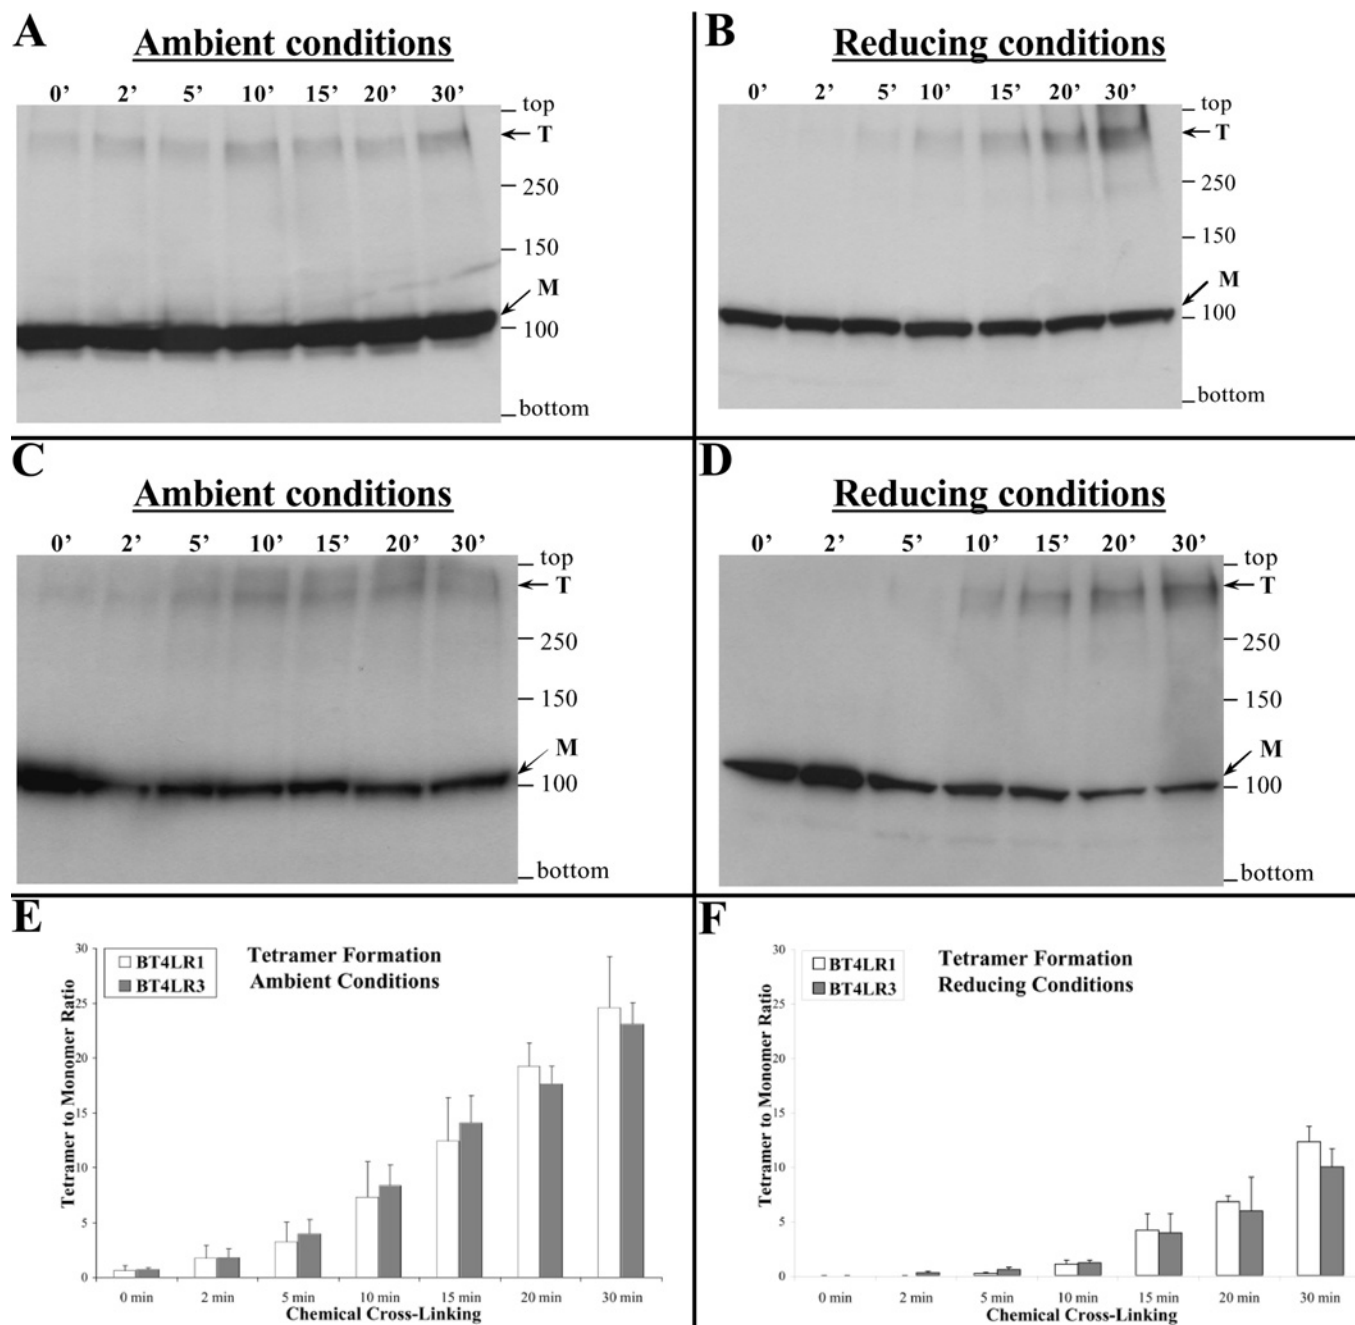 A
Ambient conditions
0’ 2’ 5’ 10’ 15’ 20’ 30’
top
T
250
150
M
100
bottom
B
Reducing conditions
0’ 2’ 5’ 10’ 15’ 20’ 30’
top
T
250
150
M
100
bottom
C
Ambient conditions
0’ 2’ 5’ 10’ 15’ 20’ 30’
top
T
250
150
M
100
bottom
D
Reducing conditions
0’ 2’ 5’ 10’ 15’ 20’ 30’
top
T
250
150
M
100
bottom
E
Tetramer Formation
Ambient Conditions
BT4LR1
BT4LR3
Tetramer to Monomer Ratio
30
25
20
15
10
5
0
0 min 2 min 5 min 10 min 15 min 20 min 30 min
Chemical Cross-Linking
F
Tetramer Formation
Reducing Conditions
BT4LR1
BT4LR3
Tetramer to Monomer Ratio
30
25
20
15
10
5
0
0 min 2 min 5 min 10 min 15 min 20 min 30 min
Chemical Cross-Linking